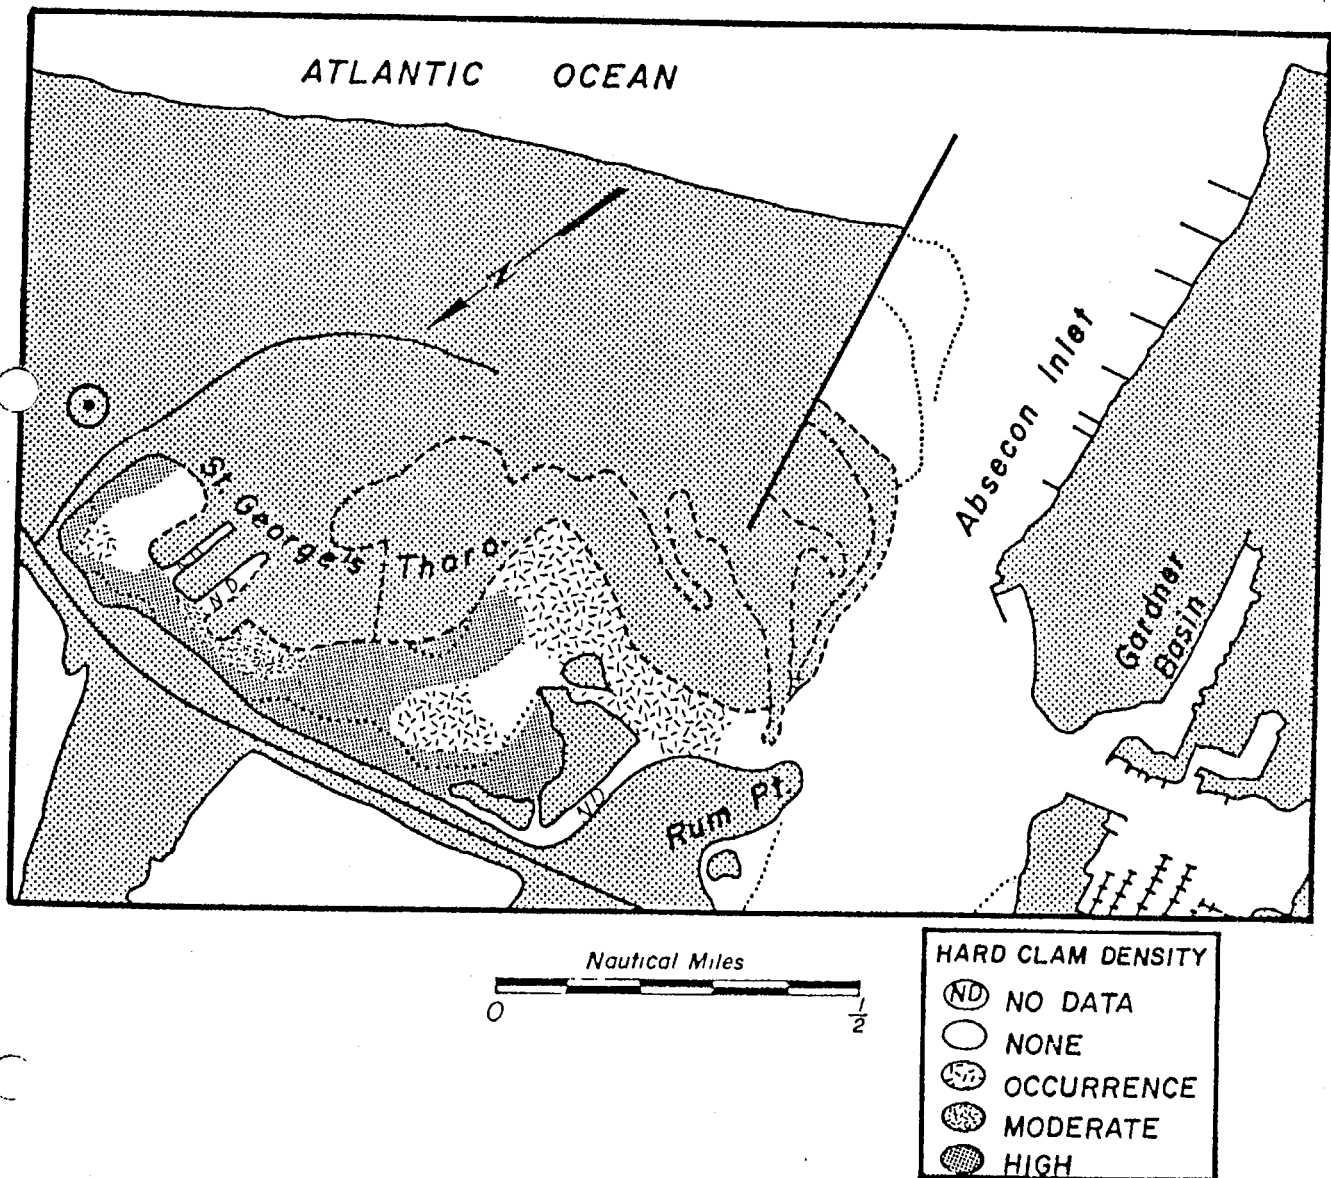 ATLANTIC OCEAN
N
Absecon Inlet
St. George's Thoro.
ND
Gardner
Basin
ND
Rum Pt.
Nautical Miles
0 1/2
HARD CLAM DENSITY
ND NO DATA
NONE
OCCURRENCE
MODERATE
HIGH